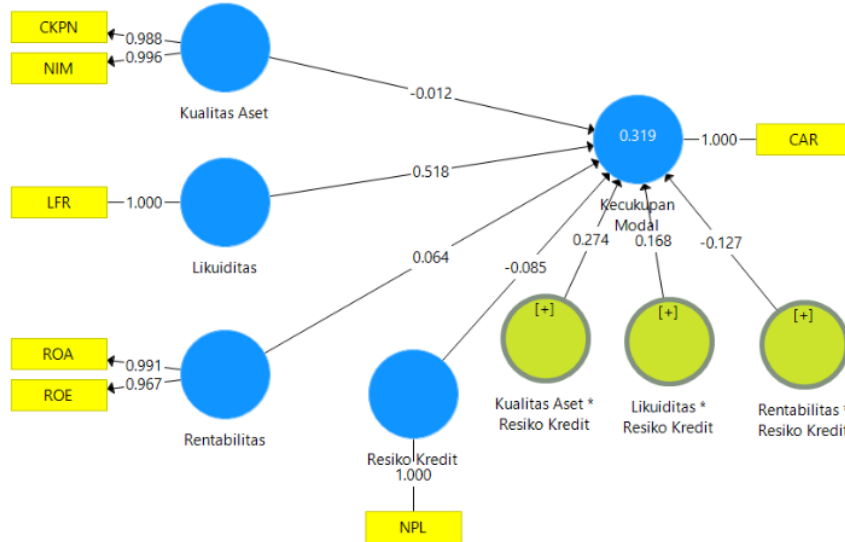 CKPN
0.988
NIM
0.996
Kualitas Aset
-0.012
0.319
1.000
CAR
Kecukupan
Modal
LFR
1.000
Likuiditas
0.518
0.064
-0.085
0.274
0.168
-0.127
ROA
0.991
ROE
0.967
Rentabilitas
Resiko Kredit
1.000
NPL
[+]
Kualitas Aset *
Resiko Kredit
[+]
Likuiditas *
Resiko Kredit
[+]
Rentabilitas *
Resiko Kredit